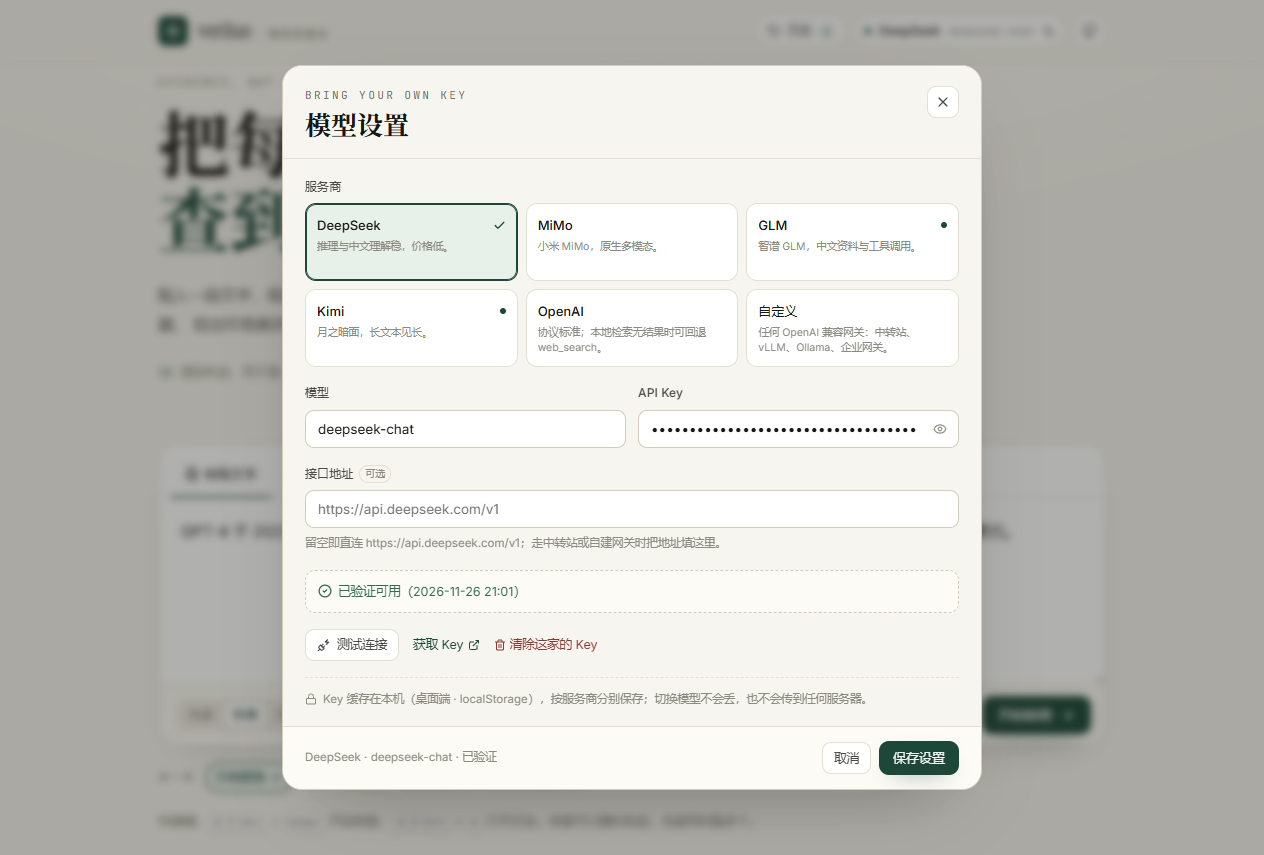 BRING YOUR OWN KEY
模型设置
服务商
DeepSeek
推理与中文理解稳，价格低。
MiMo
小米 MiMo，原生多模态。
GLM
智谱 GLM，中文资料与工具调用。
Kimi
月之暗面，长文本见长。
OpenAI
协议标准；本地检索无结果时可回退
web_search。
自定义
任何 OpenAI 兼容网关：中转站、
vLLM、Ollama、企业网关。
模型
API Key
deepseek-chat
••••••••••••••••••••••••••••••••••••
接口地址 可选
https://api.deepseek.com/v1
留空即直连 https://api.deepseek.com/v1；走中转站或自建网关时把地址填这里。
已验证可用（2026-11-26 21:01）
测试连接 获取 Key 清除这家的 Key
Key 缓存在本机（桌面端 · localStorage），按服务商分别保存；切换模型不会丢，也不会传到任何服务器。
DeepSeek · deepseek-chat · 已验证
取消 保存设置
把每
查到
DeepSeek